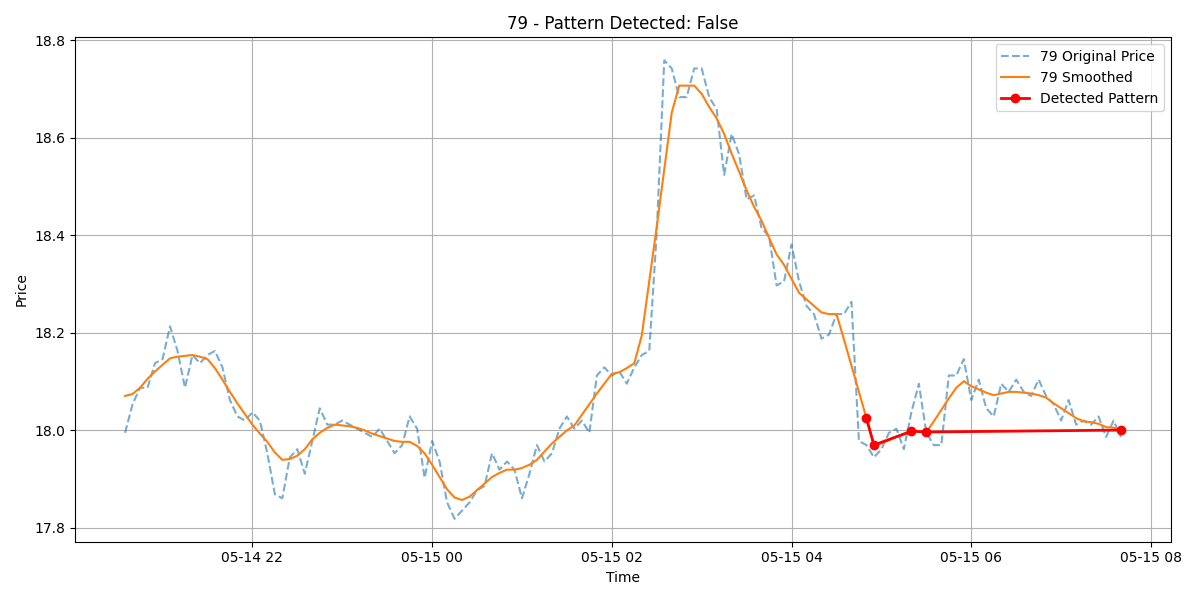 79 - Pattern Detected: False
79 Original Price
79 Smoothed
Detected Pattern
Price
18.8
18.6
18.4
18.2
18.0
17.8
05-14 22
05-15 00
05-15 02
05-15 04
05-15 06
05-15 08
Time